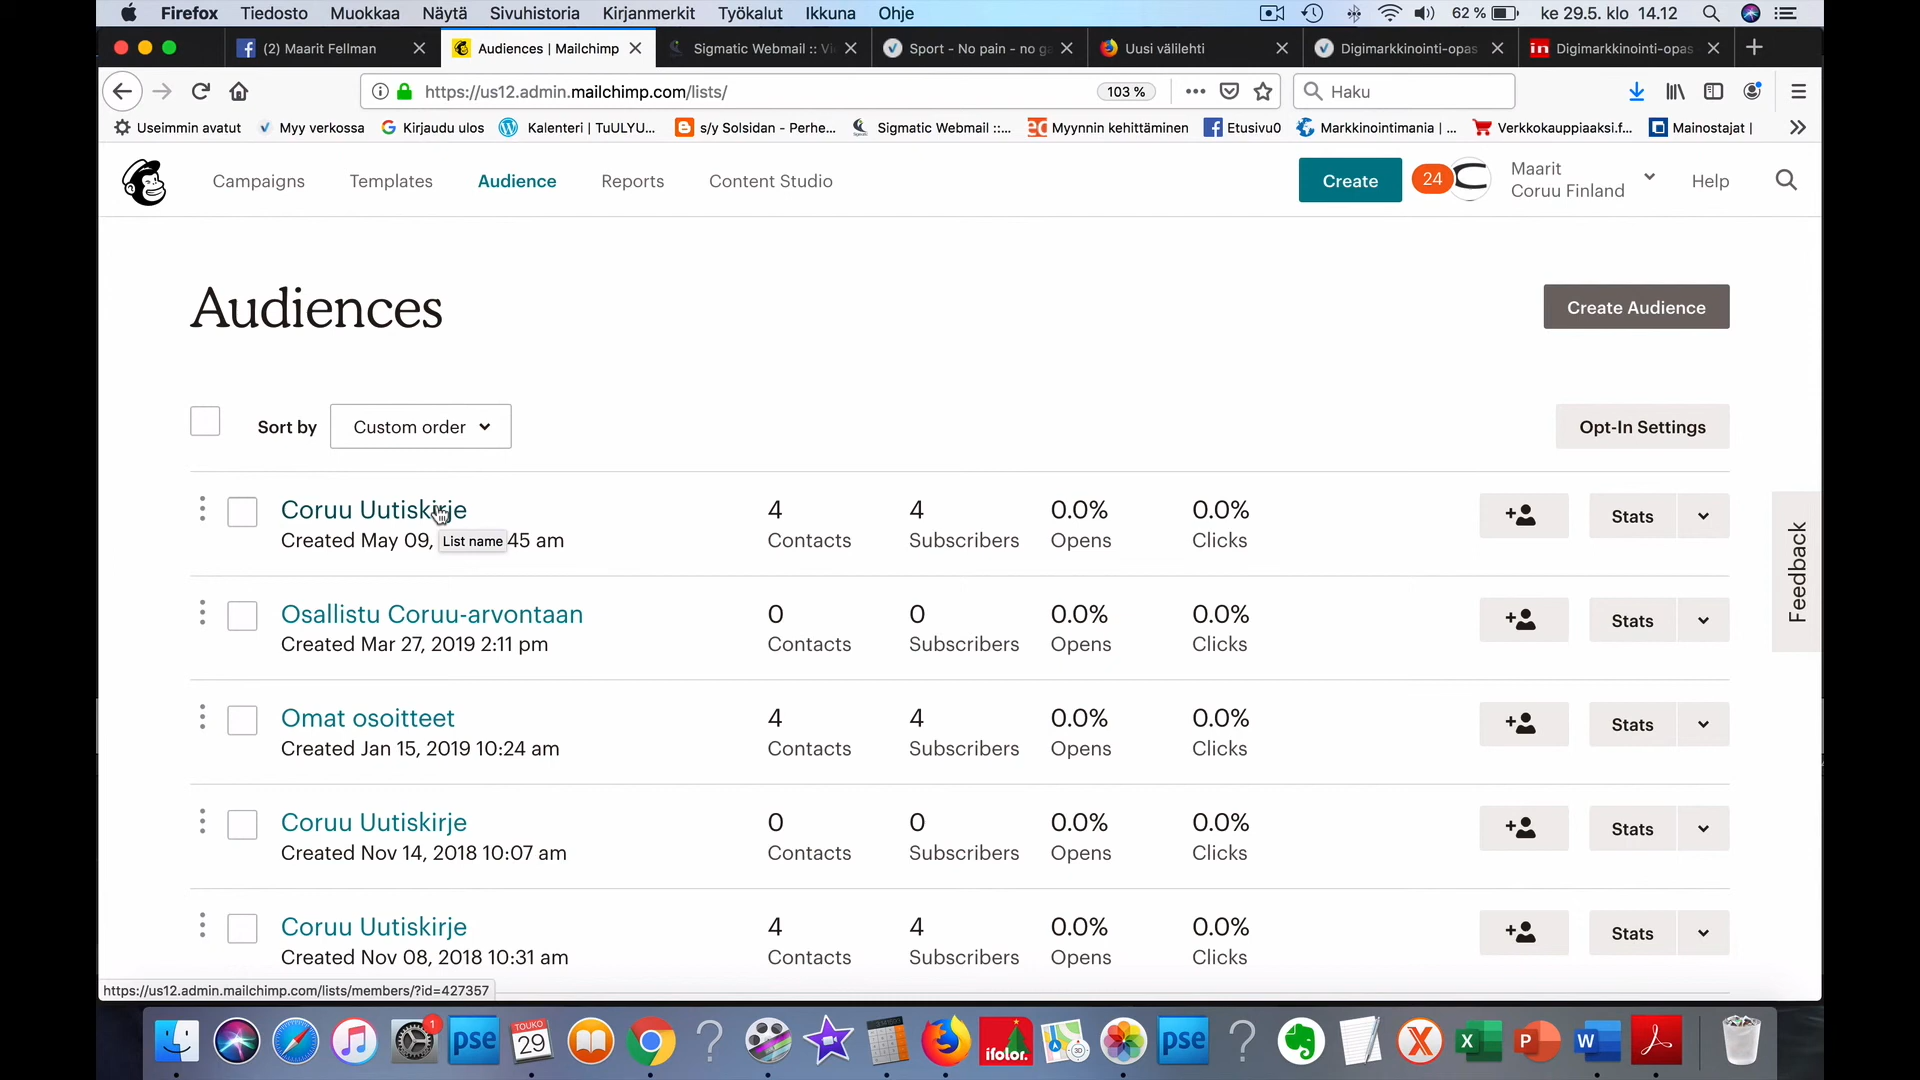 Firefox Tiedosto Muokkaa Näytä Sivuhistoria Kirjanmerkit Työkalut Ikkuna Ohje 62 % ke 29.5. klo 14.12
(2) Maarit Fellman Audiences | Mailchimp Sigmatic Webmail :: Vi Sport - No pain - no ga Uusi välilehti Digimarkkinointi-opas in Digimarkkinointi-opas
https://us12.admin.mailchimp.com/lists/ 103 % Haku
Useimmin avatut Myy verkossa Kirjaudu ulos Kalenteri | TuULYU... s/y Solsidan - Perhe... Sigmatic Webmail ::... Myynnin kehittäminen Etusivu0 Markkinointimania | ... Verkkokauppiaaksi.f... Mainostajat |
Campaigns Templates Audience Reports Content Studio Create 24 Maarit
Coruu Finland Help
Audiences
Create Audience
Sort by Custom order Opt-In Settings
Coruu Uutiskirje 4 4 0.0% 0.0% Stats
Created May 09, List name 45 am Contacts Subscribers Opens Clicks
Feedback
Osallistu Coruu-arvontaan 0 0 0.0% 0.0% Stats
Created Mar 27, 2019 2:11 pm Contacts Subscribers Opens Clicks
Omat osoitteet 4 4 0.0% 0.0% Stats
Created Jan 15, 2019 10:24 am Contacts Subscribers Opens Clicks
Coruu Uutiskirje 0 0 0.0% 0.0% Stats
Created Nov 14, 2018 10:07 am Contacts Subscribers Opens Clicks
Coruu Uutiskirje 4 4 0.0% 0.0% Stats
Created Nov 08, 2018 10:31 am Contacts Subscribers Opens Clicks
https://us12.admin.mailchimp.com/lists/members/?id=427357
1 pse TOUKO
29 ? ifolor. 3D pse ? X X P W